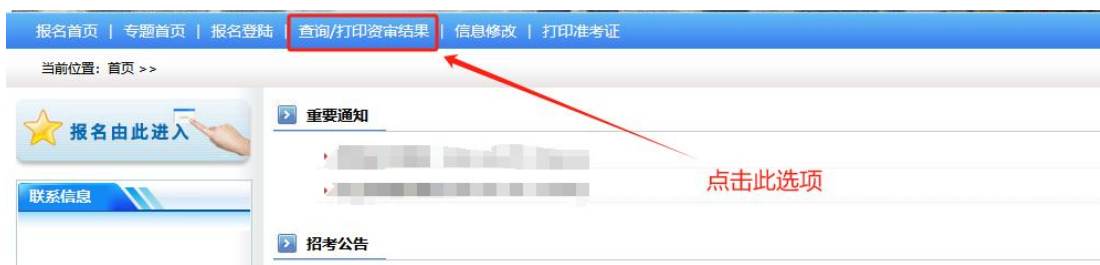 报名首页 | 专题首页 | 报名登陆 | 查询/打印资审结果 | 信息修改 | 打印准考证
当前位置: 首页 >>
报名由此进入
重要通知
点击此选项
联系信息
招考公告